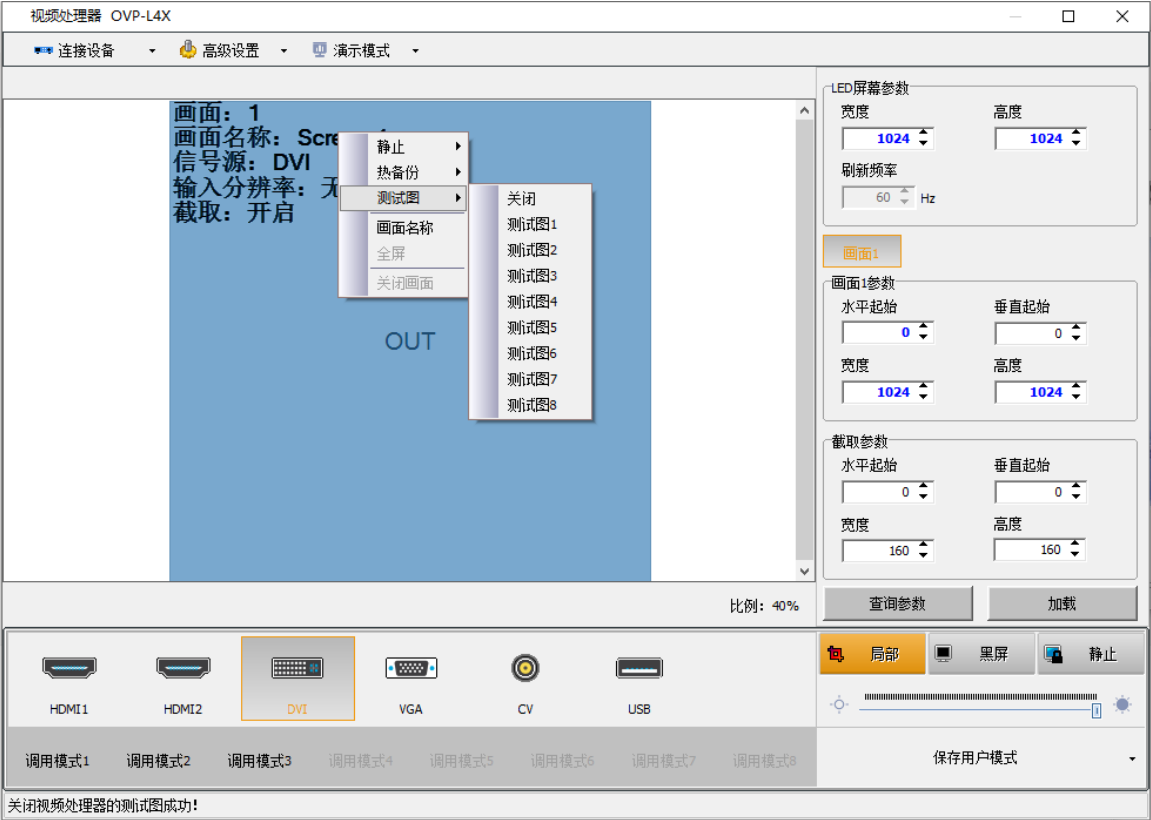 视频处理器 OVP-L4X
连接设备 高级设置 演示模式
画面：1
画面名称：Scre
信号源：DVI
输入分辨率：无
截取：开启
OUT
静止
热备份
测试图
画面名称
全屏
关闭画面
关闭
测试图1
测试图2
测试图3
测试图4
测试图5
测试图6
测试图7
测试图8
比例：40%
LED屏幕参数
宽度 高度
1024 1024
刷新频率
60 Hz
画面1
画面1参数
水平起始 垂直起始
0 0
宽度 高度
1024 1024
截取参数
水平起始 垂直起始
0 0
宽度 高度
160 160
查询参数 加载
HDMI1 HDMI2 DVI VGA CV USB
局部 黑屏 静止
调用模式1 调用模式2 调用模式3 调用模式4 调用模式5 调用模式6 调用模式7 调用模式8
保存用户模式
关闭视频处理器的测试图成功!